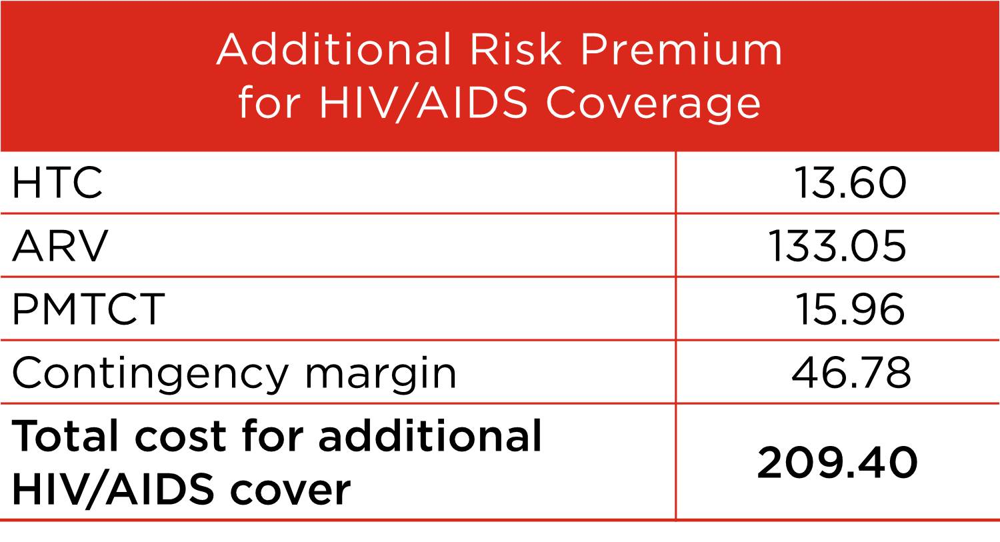 Additional Risk Premium
for HIV/AIDS Coverage
HTC 13.60
ARV 133.05
PMTCT 15.96
Contingency margin 46.78
Total cost for additional
HIV/AIDS cover 209.40